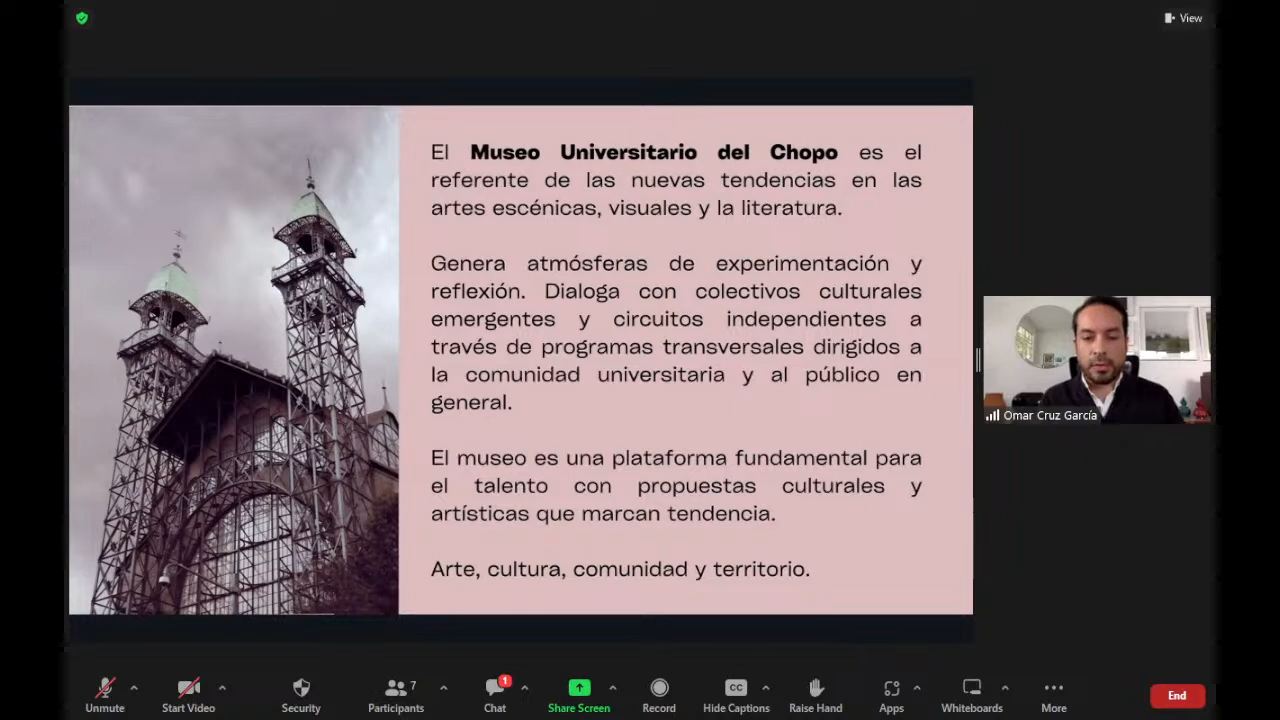 View
El Museo Universitario del Chopo es el
referente de las nuevas tendencias en las
artes escénicas, visuales y la literatura.
Genera atmósferas de experimentación y
reflexión. Dialoga con colectivos culturales
emergentes y circuitos independientes a
través de programas transversales dirigidos a
la comunidad universitaria y al público en
general.
El museo es una plataforma fundamental para
el talento con propuestas culturales y
artísticas que marcan tendencia.
Arte, cultura, comunidad y territorio.
Omar Cruz García
7
1
CC
Unmute
Start Video
Security
Participants
Chat
Share Screen
Record
Hide Captions
Raise Hand
Apps
Whiteboards
More
End